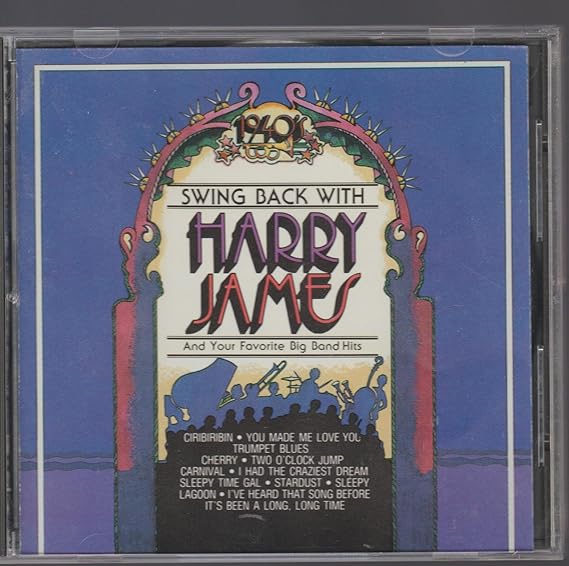 1940's
SWING BACK WITH
HARRY
JAMES
And Your Favorite Big Band Hits
CIRIBIRIBIN • YOU MADE ME LOVE YOU
TRUMPET BLUES
CHERRY • TWO O'CLOCK JUMP
CARNIVAL • I HAD THE CRAZIEST DREAM
SLEEPY TIME GAL • STARDUST • SLEEPY
LAGOON • I'VE HEARD THAT SONG BEFORE
IT'S BEEN A LONG, LONG TIME